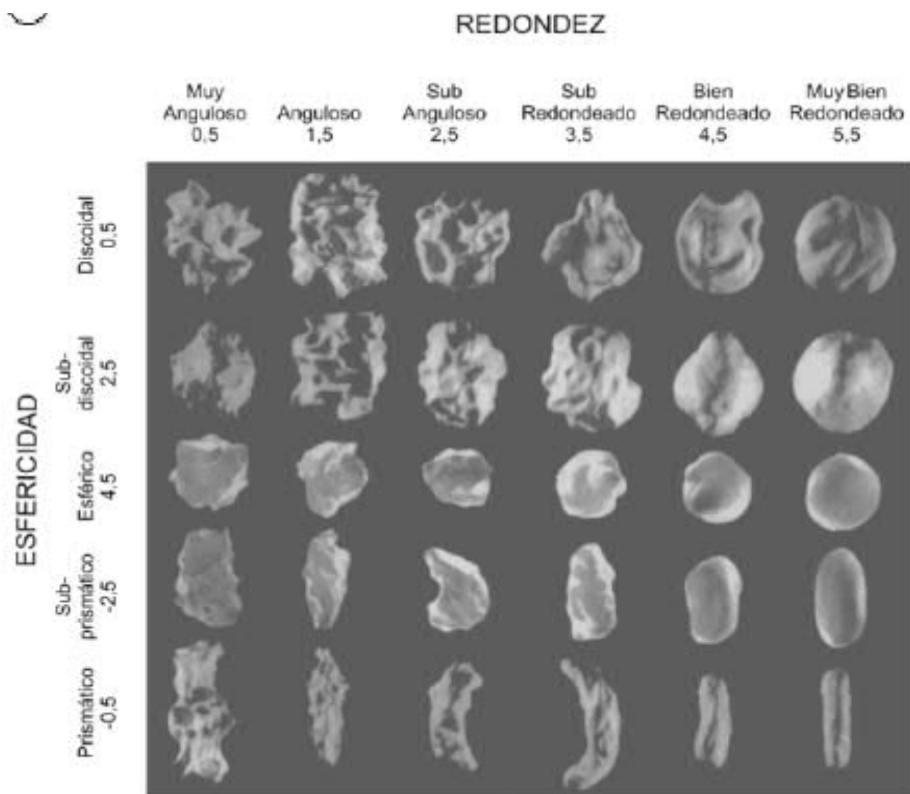 REDONDEZ
Muy
Anguloso
0,5
Anguloso
1,5
Sub
Anguloso
2,5
Sub
Redondeado
3,5
Bien
Redondeado
4,5
Muy Bien
Redondeado
5,5
ESFERICIDAD
Discoidal
0,5
Sub-
discoidal
2,5
Esférico
4,5
Sub-
prismático
-2,5
Prismático
-0,5